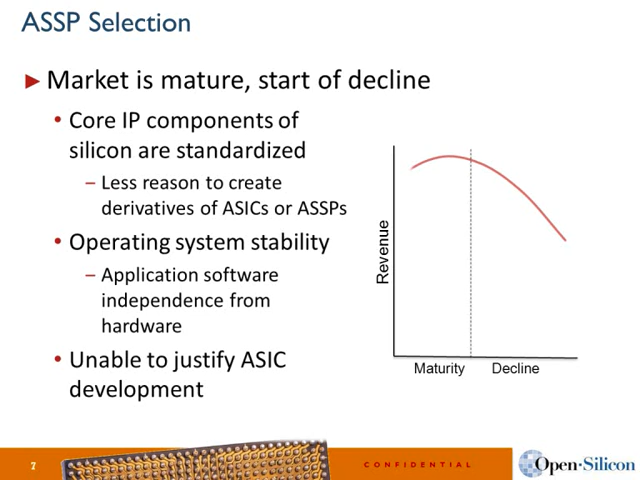 ASSP Selection
► Market is mature, start of decline
• Core IP components of
silicon are standardized
– Less reason to create
derivatives of ASICs or ASSPs
• Operating system stability
– Application software
independence from
hardware
• Unable to justify ASIC
development
Revenue
Maturity
Decline
7
CONFIDENTIAL
Open-Silicon